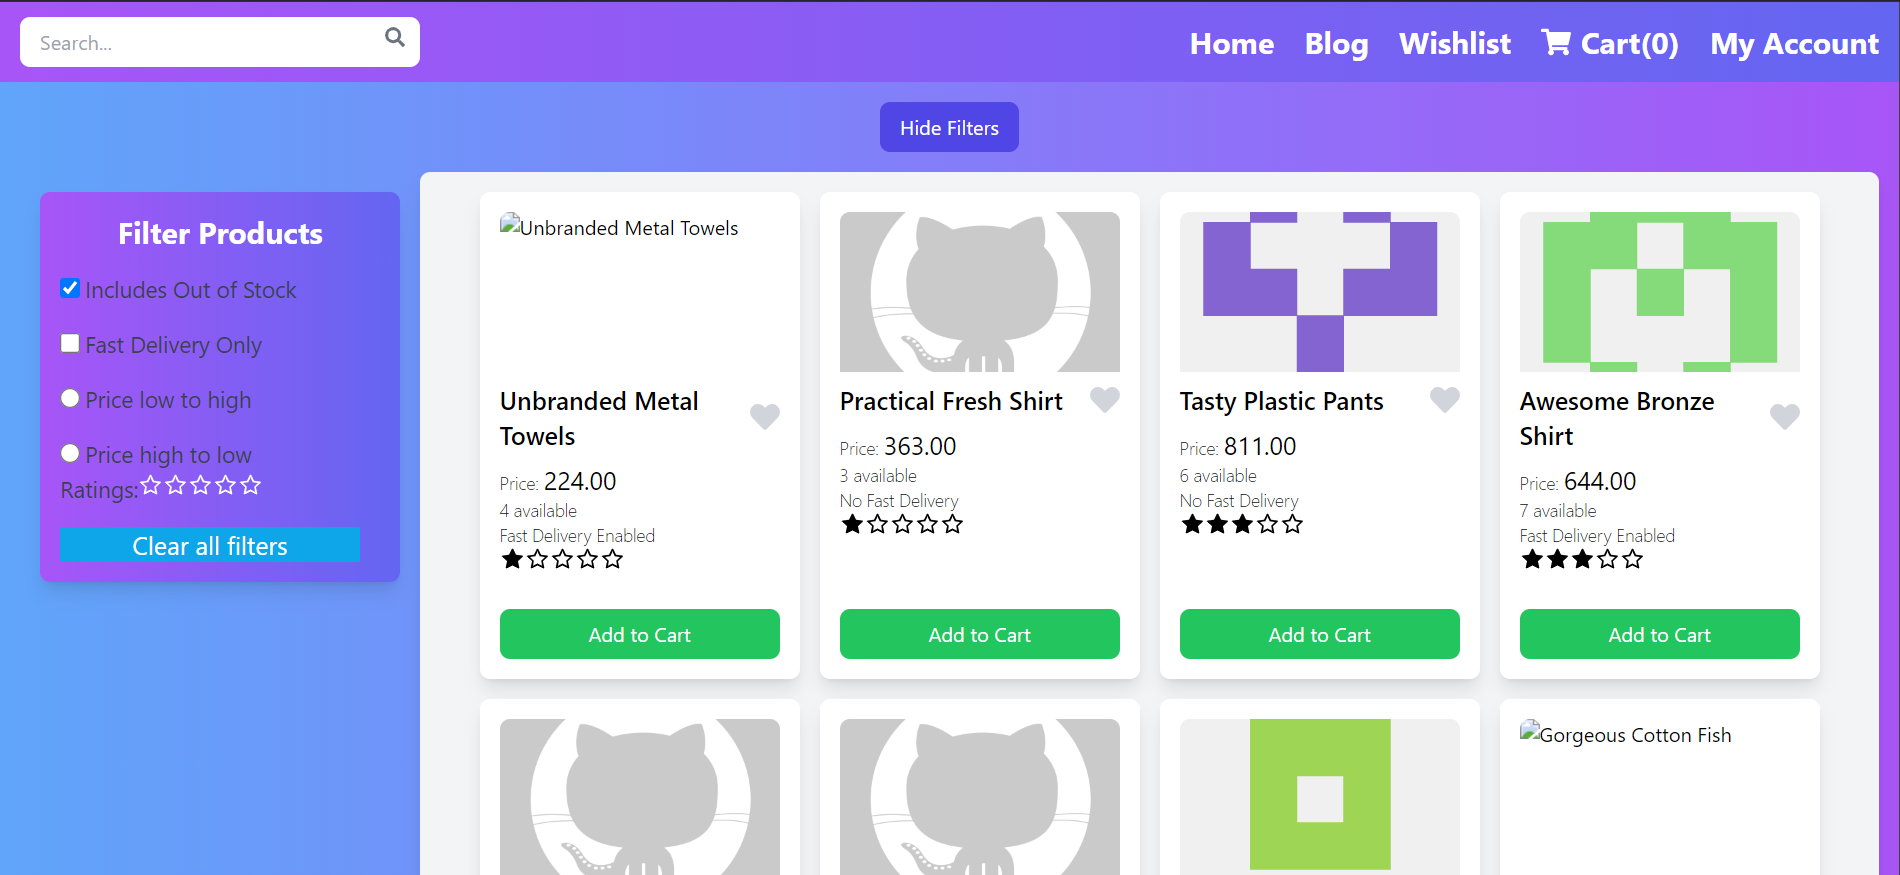 Search...
Home
Blog
Wishlist
Cart(0)
My Account
Hide Filters
Filter Products
Includes Out of Stock
Fast Delivery Only
Price low to high
Price high to low
Ratings:
Clear all filters
Unbranded Metal Towels
Unbranded Metal
Towels
Price: 224.00
4 available
Fast Delivery Enabled
Add to Cart
Practical Fresh Shirt
Price: 363.00
3 available
No Fast Delivery
Add to Cart
Tasty Plastic Pants
Price: 811.00
6 available
No Fast Delivery
Add to Cart
Awesome Bronze
Shirt
Price: 644.00
7 available
Fast Delivery Enabled
Add to Cart
Gorgeous Cotton Fish